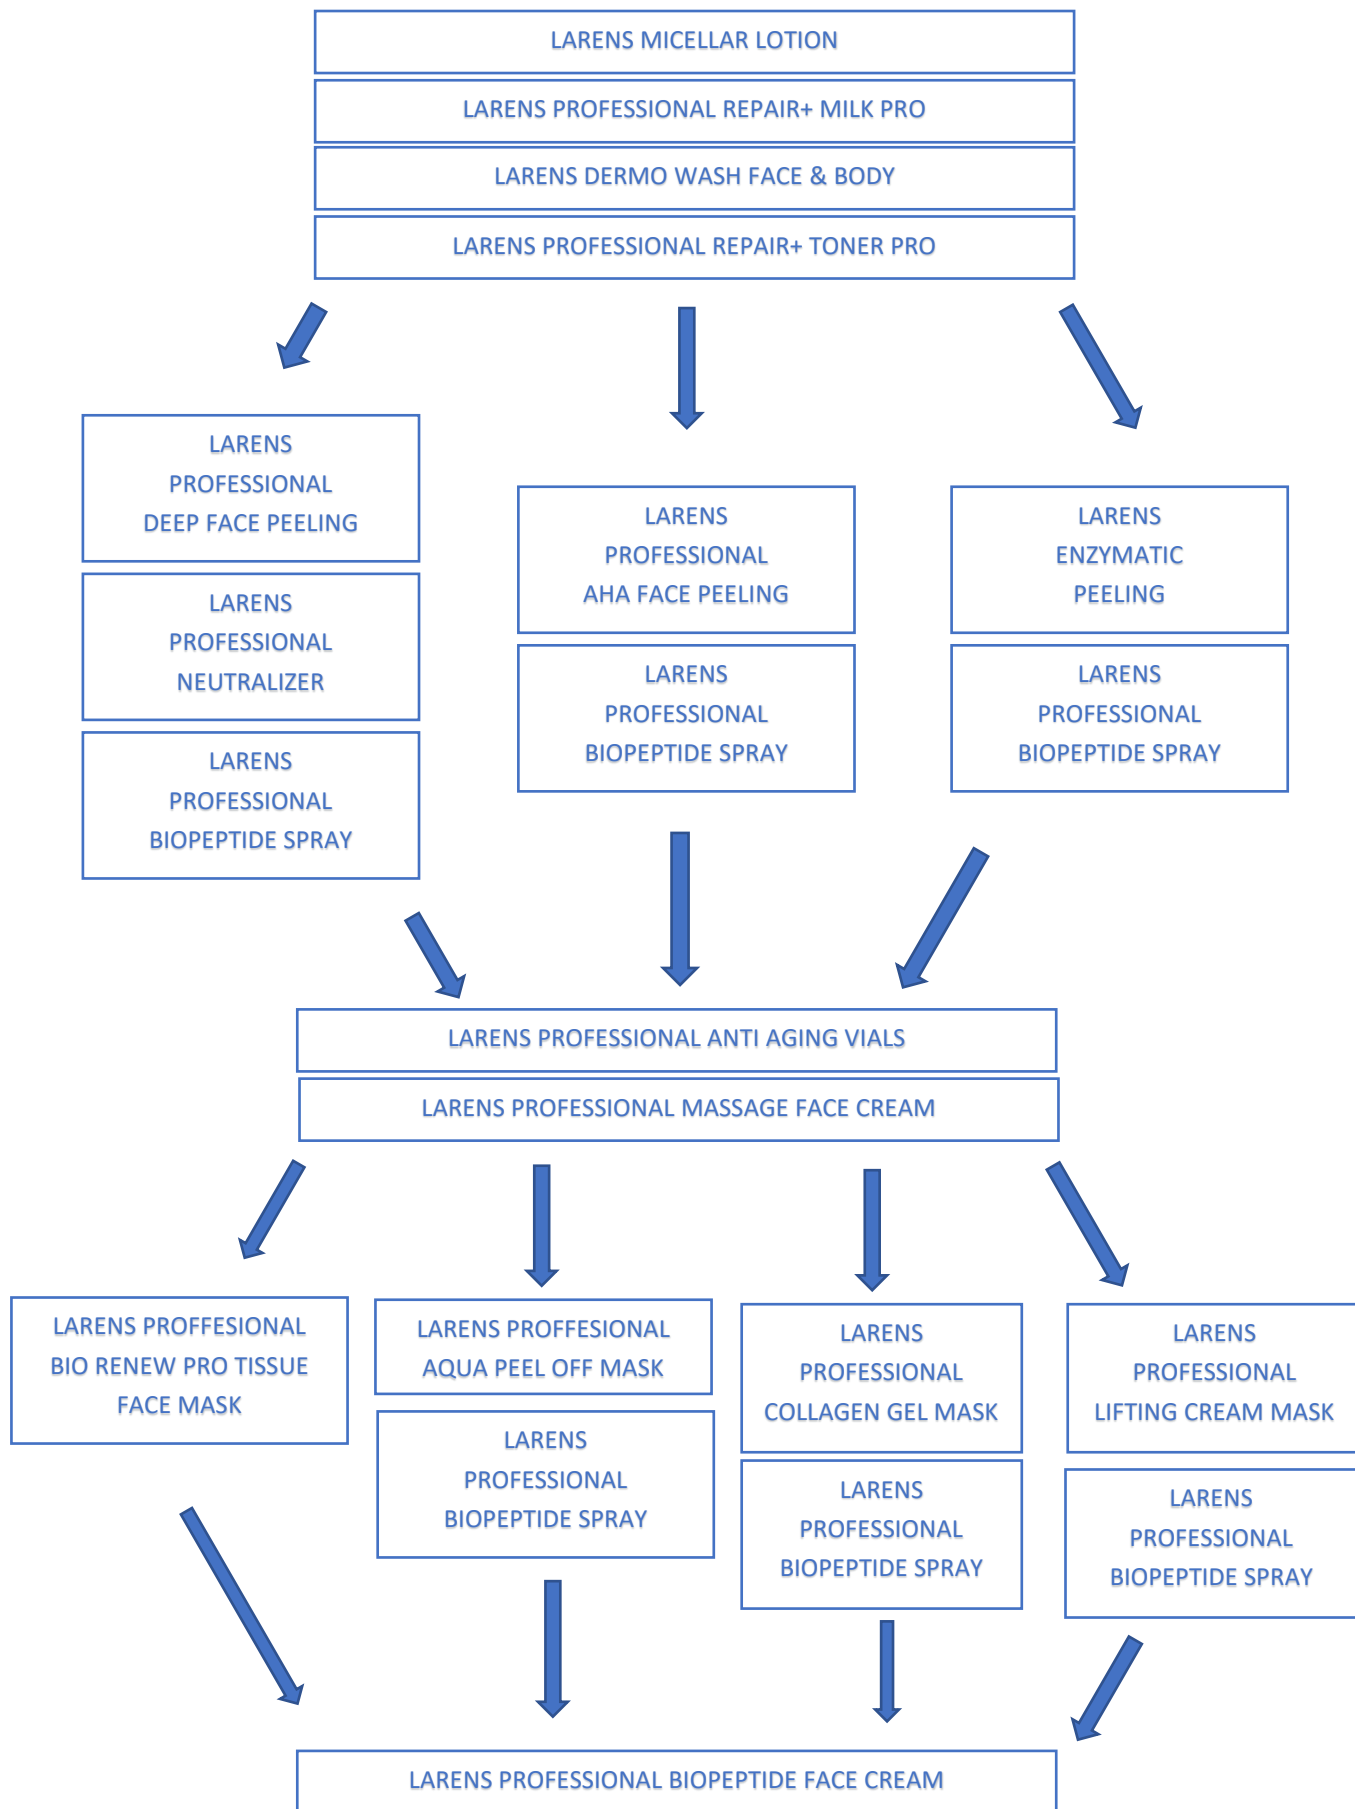 LARENS MICELLAR LOTION
LARENS PROFESSIONAL REPAIR+ MILK PRO
LARENS DERMO WASH FACE & BODY
LARENS PROFESSIONAL REPAIR+ TONER PRO
LARENS
PROFESSIONAL
DEEP FACE PEELING
LARENS
PROFESSIONAL
NEUTRALIZER
LARENS
PROFESSIONAL
BIOPEPTIDE SPRAY
LARENS
PROFESSIONAL
AHA FACE PEELING
LARENS
PROFESSIONAL
BIOPEPTIDE SPRAY
LARENS
ENZYMATIC
PEELING
LARENS
PROFESSIONAL
BIOPEPTIDE SPRAY
LARENS PROFESSIONAL ANTI AGING VIALS
LARENS PROFESSIONAL MASSAGE FACE CREAM
LARENS PROFFESIONAL
BIO RENEW PRO TISSUE
FACE MASK
LARENS PROFFESIONAL
AQUA PEEL OFF MASK
LARENS
PROFESSIONAL
BIOPEPTIDE SPRAY
LARENS
PROFESSIONAL
COLLAGEN GEL MASK
LARENS
PROFESSIONAL
BIOPEPTIDE SPRAY
LARENS
PROFESSIONAL
LIFTING CREAM MASK
LARENS
PROFESSIONAL
BIOPEPTIDE SPRAY
LARENS PROFESSIONAL BIOPEPTIDE FACE CREAM